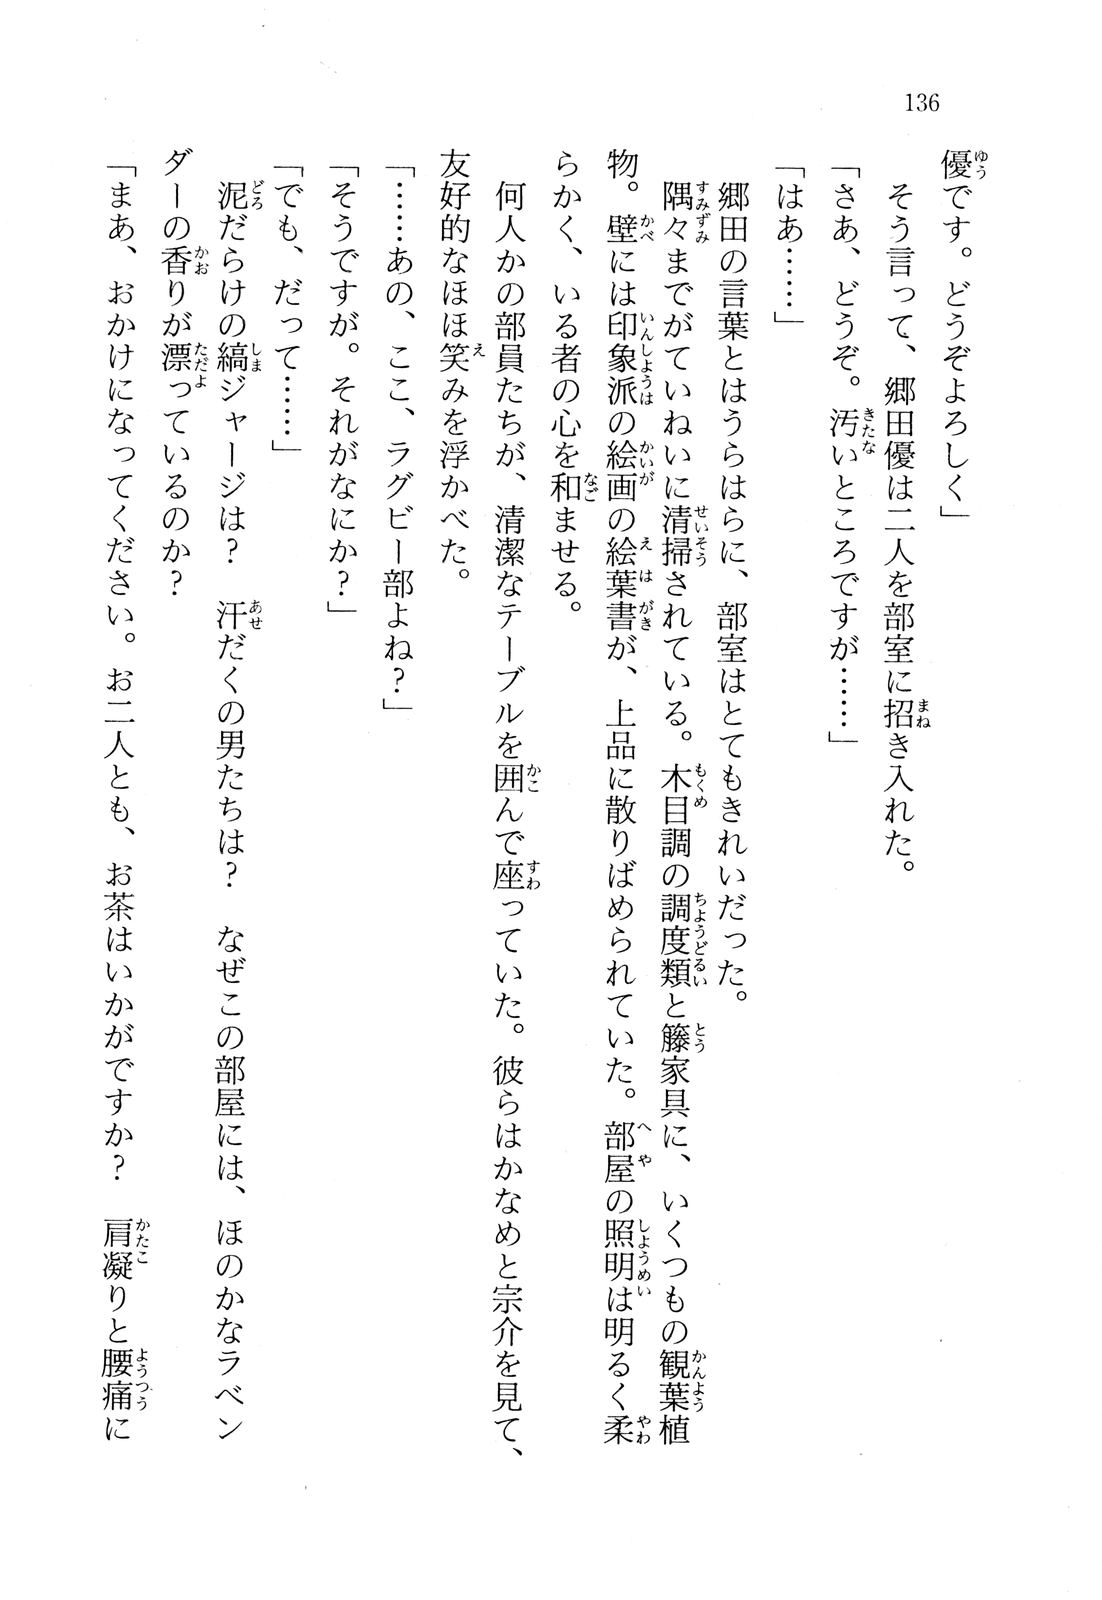 136
優です。どうぞよろしく」
　そう言って、郷田優は二人を部室に招き入れた。
「さあ、どうぞ。汚いところですが……」
「はあ……」
　郷田の言葉とはうらはらに、部室はとてもきれいだった。
　隅々までがていねいに清掃されている。木目調の調度類と籐家具に、いくつもの観葉植
物。壁には印象派の絵画の絵葉書が、上品に散りばめられていた。部屋の照明は明るく柔
らかく、いる者の心を和ませる。
　何人かの部員たちが、清潔なテーブルを囲んで座っていた。彼らはかなめと宗介を見て、
友好的なほほ笑みを浮かべた。
「……あの、ここ、ラグビー部よね？」
「そうですが。それがなにか？」
「でも、だって……」
　泥だらけの縞ジャージは？　汗だくの男たちは？　なぜこの部屋には、ほのかなラベン
ダーの香りが漂っているのか？
「まあ、おかけになってください。お二人とも、お茶はいかがですか？　肩凝りと腰痛に